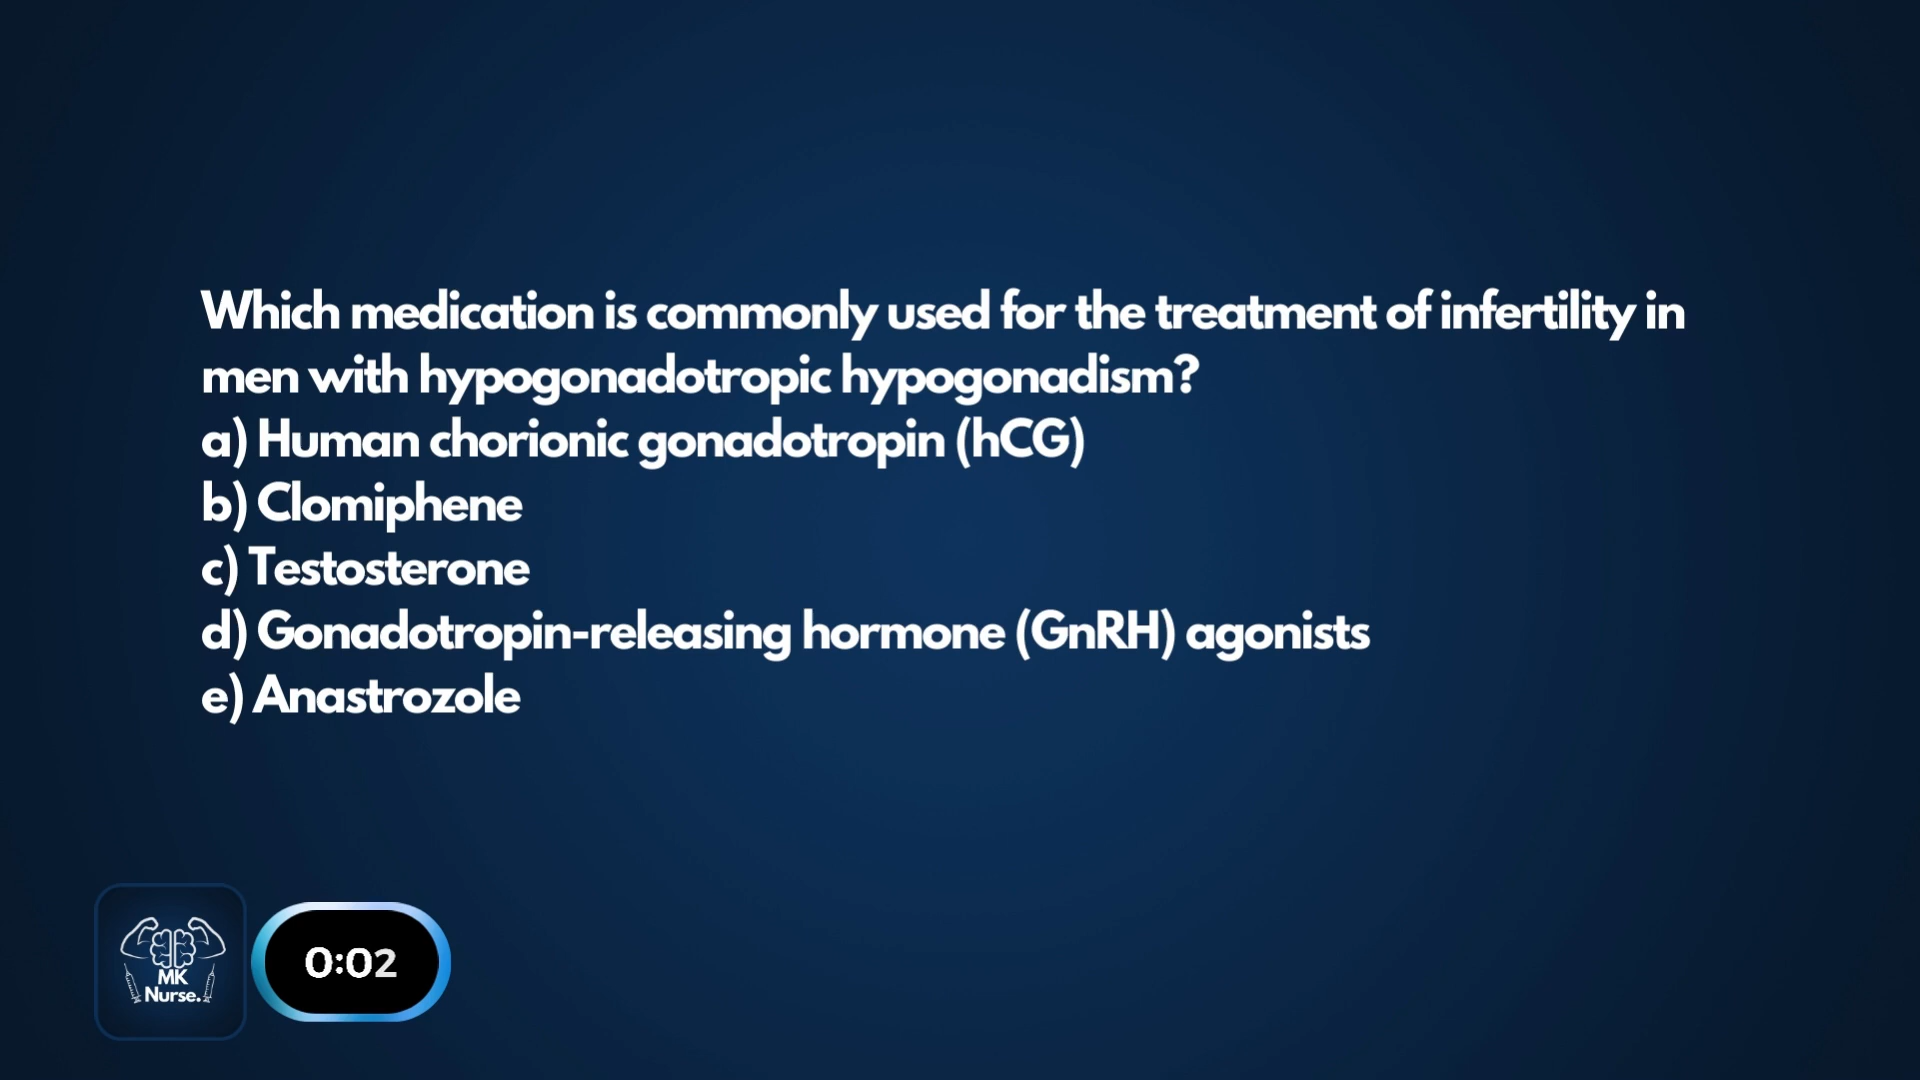 Which medication is commonly used for the treatment of infertility in
men with hypogonadotropic hypogonadism?
a) Human chorionic gonadotropin (hCG)
b) Clomiphene
c) Testosterone
d) Gonadotropin-releasing hormone (GnRH) agonists
e) Anastrozole
MK
Nurse.
0:02